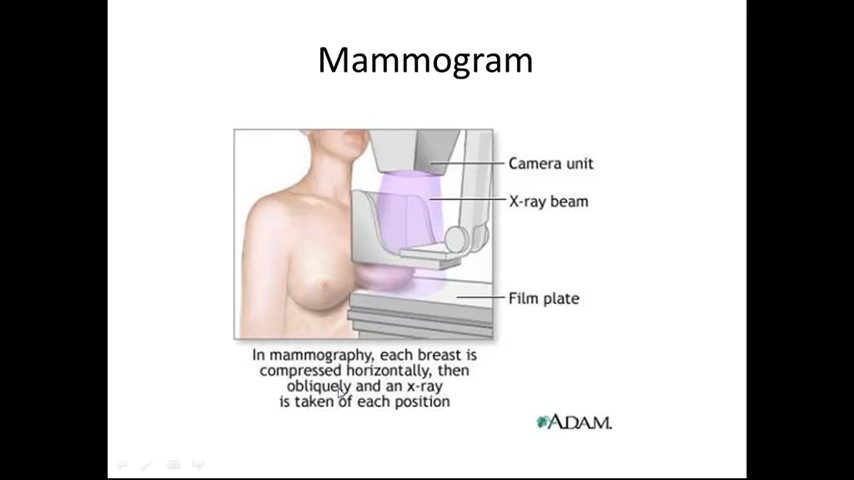 Mammogram
Camera unit
X-ray beam
Film plate
In mammography, each breast is
compressed horizontally, then
obliquely and an x-ray
is taken of each position
A.D.A.M.